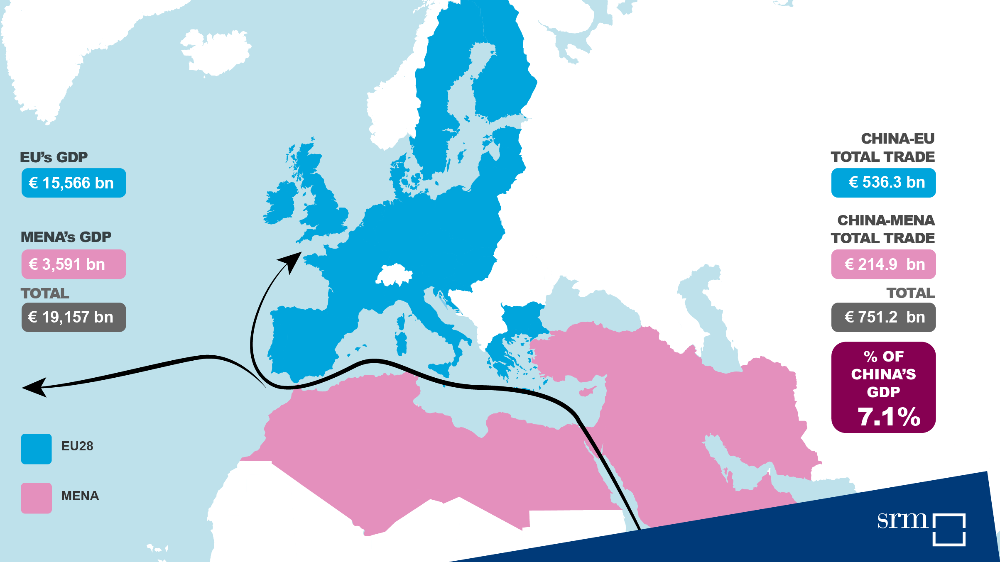 EU's GDP
€ 15,566 bn
MENA's GDP
€ 3,591 bn
TOTAL
€ 19,157 bn
EU28
MENA
CHINA-EU
TOTAL TRADE
€ 536.3 bn
CHINA-MENA
TOTAL TRADE
€ 214.9 bn
TOTAL
€ 751.2 bn
% OF
CHINA'S
GDP
7.1%
srm